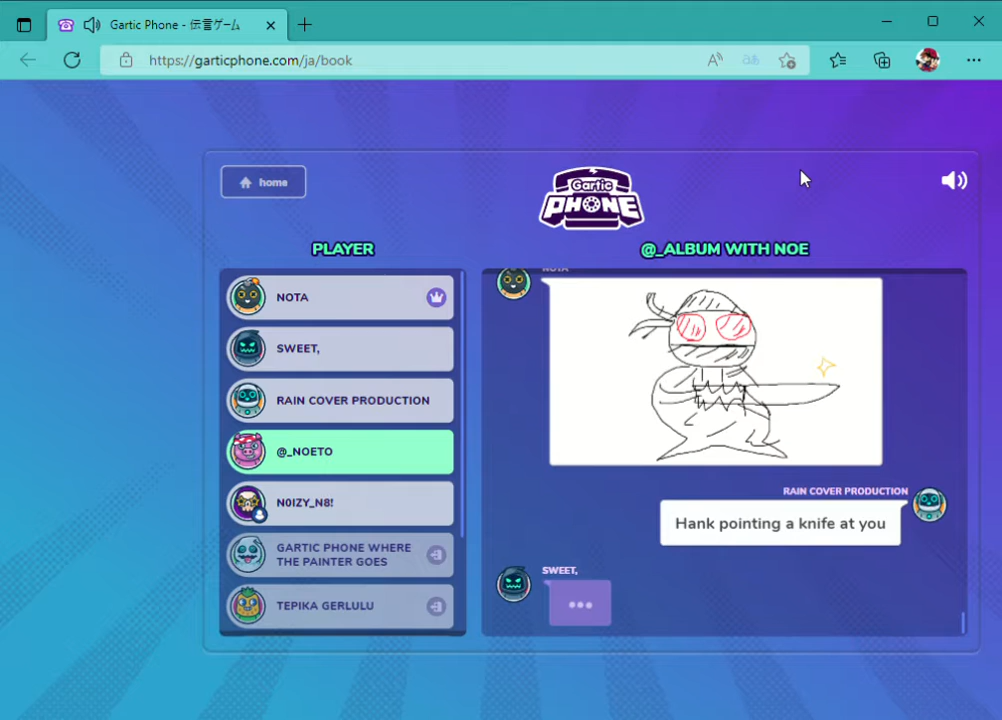 Gartic Phone - 伝言ゲーム
https://garticphone.com/ja/book
home
Gartic
PHONE
PLAYER
@_ALBUM WITH NOE
NOTA
SWEET,
RAIN COVER PRODUCTION
@_NOETO
N0IZY_N8!
GARTIC PHONE WHERE
THE PAINTER GOES
TEPIKA GERLULU
NOTA
RAIN COVER PRODUCTION
Hank pointing a knife at you
SWEET,